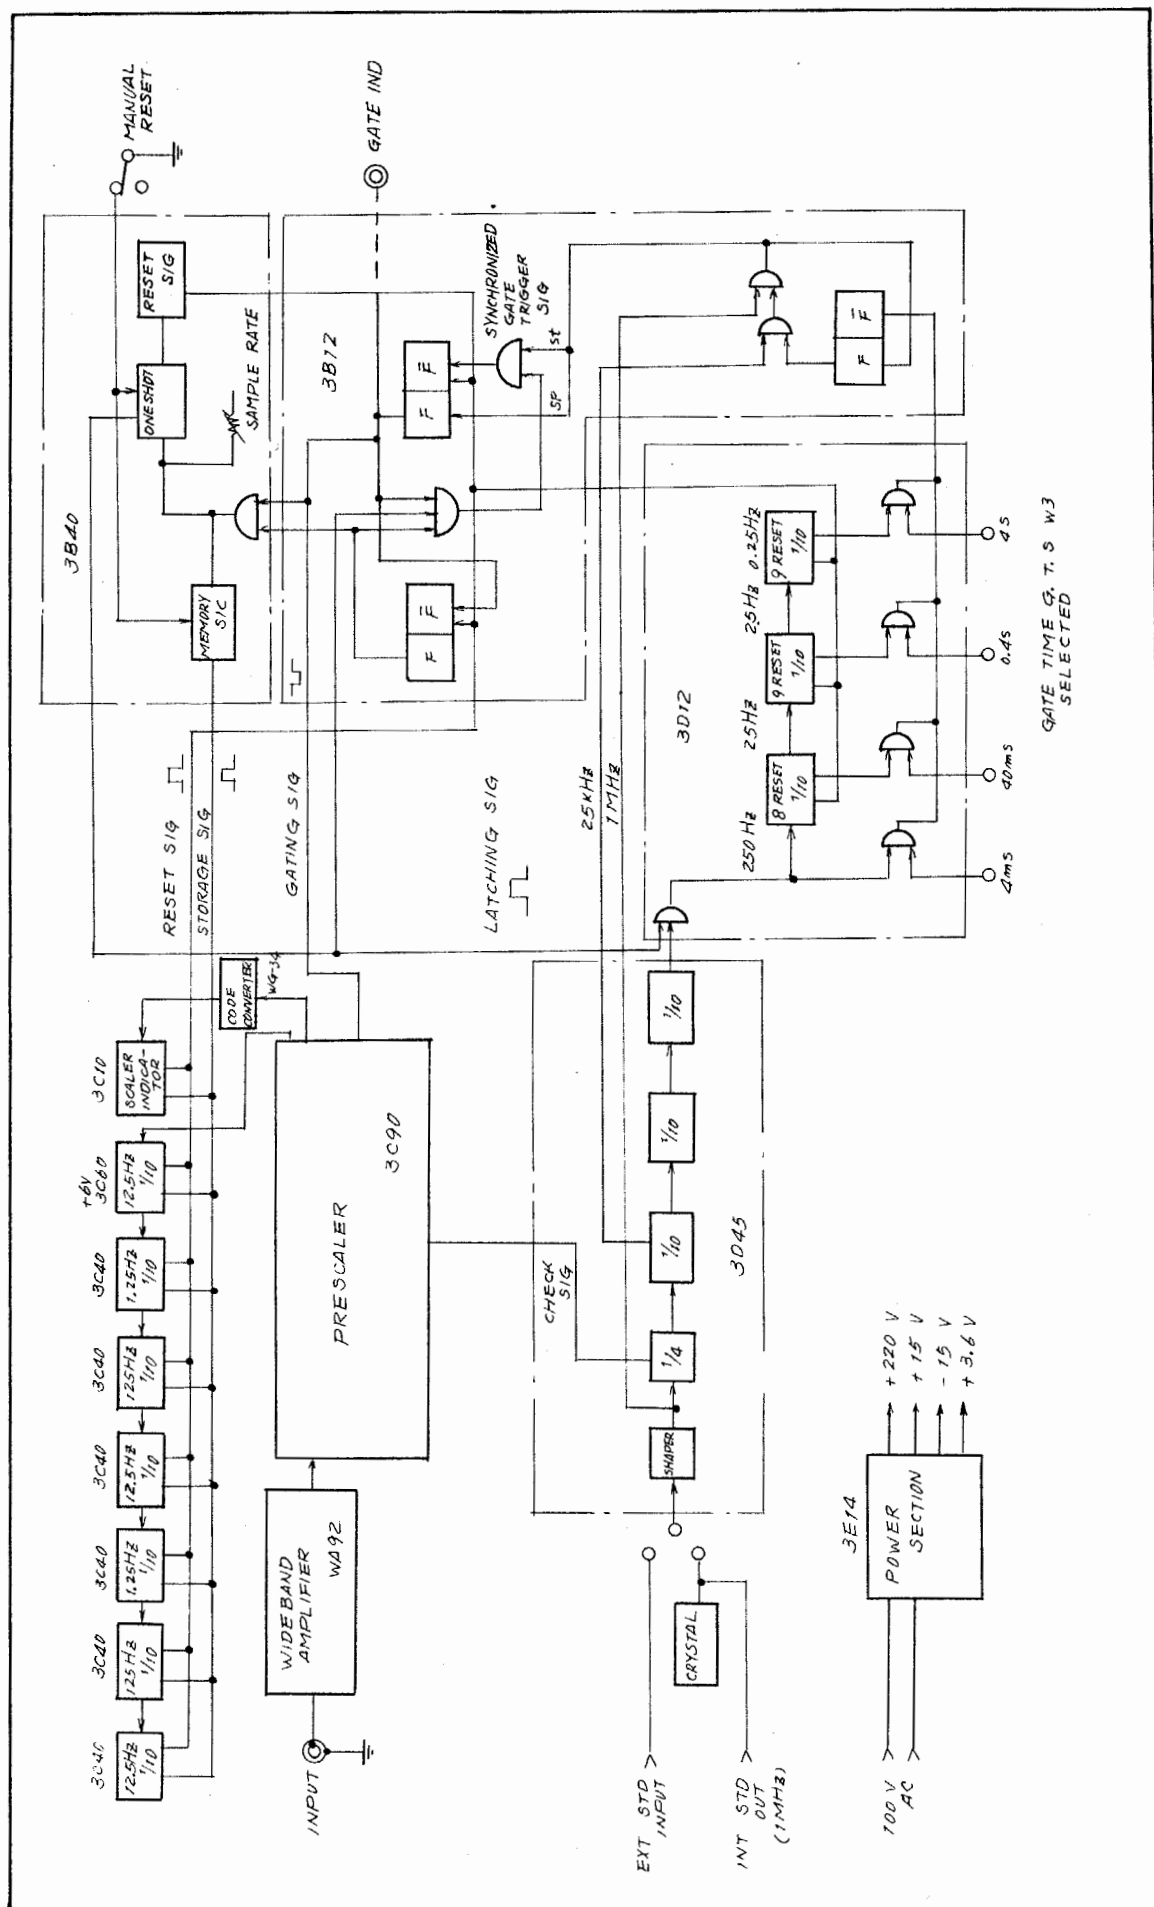 3C40
12.5Hz
1/10
3C40
125Hz
1/10
3C40
1.25Hz
1/10
3C40
12.5Hz
1/10
3C40
125Hz
1/10
3C40
1.25Hz
1/10
+6V
3C60
12.5Hz
1/10
3C10
SCALER
INDICA-
TOR
CODE
CONVERTER
WG-34
RESET SIG
STORAGE SIG
GATING SIG
LATCHING SIG
3B40
MEMORY
S/C
ONESHOT
RESET
SIG
SAMPLE RATE
MANUAL
RESET
GATE IND
3B12
F
F̅
F
F̅
SYNCHRONIZED
GATE
TRIGGER
SIG
SP
St
F
F̅
INPUT
WIDEBAND
AMPLIFIER
WA92
PRESCALER
3C90
CHECK
SIG
25KHz
1MHz
EXT STD
INPUT
INT STD
OUT
(1MHz)
CRYSTAL
SHAPER
1/4
1/10
1/10
1/10
3D45
3D12
250Hz
8 RESET
1/10
25Hz
9 RESET
1/10
2.5Hz
9 RESET
1/10
0.25Hz
4ms
40ms
0.4s
4s
GATE TIME G.T.S W3
SELECTED
100V
AC
3E14
POWER
SECTION
+220 V
+15 V
-15 V
+3.6 V